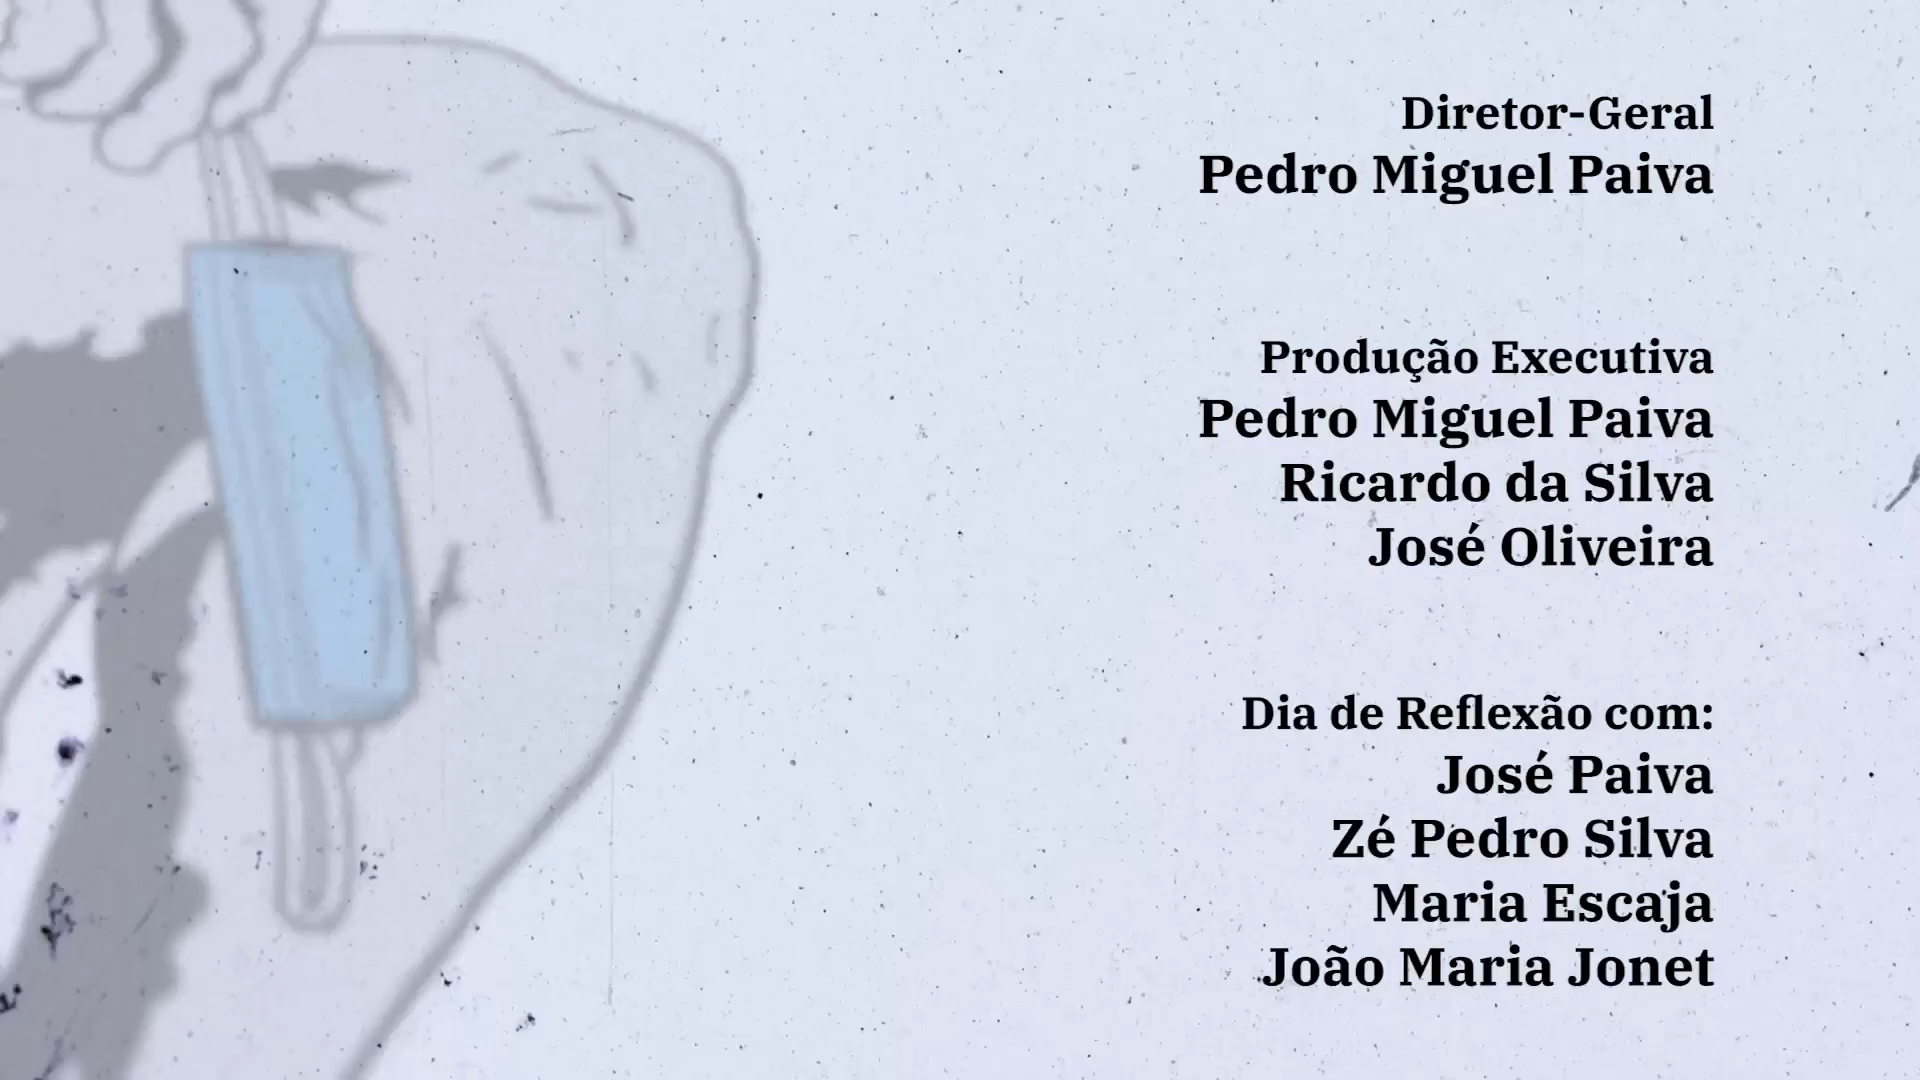 Diretor-Geral
Pedro Miguel Paiva
Produção Executiva
Pedro Miguel Paiva
Ricardo da Silva
José Oliveira
Dia de Reflexão com:
José Paiva
Zé Pedro Silva
Maria Escaja
João Maria Jonet